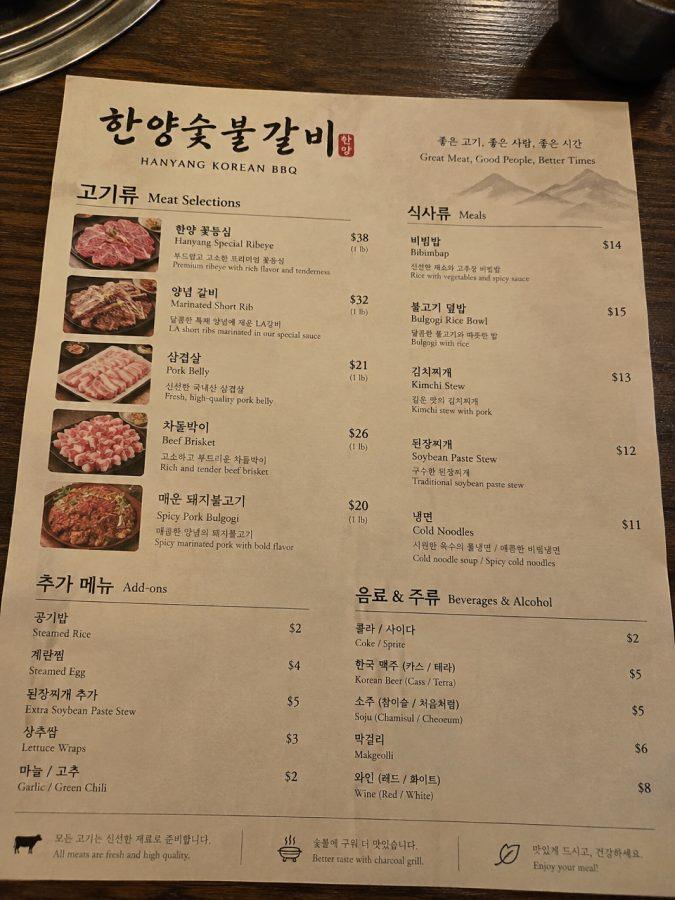 한양숯불갈비
한양
HANYANG KOREAN BBQ
좋은 고기, 좋은 사람, 좋은 시간
Great Meat, Good People, Better Times
고기류 Meat Selections
한양 꽃등심
Hanyang Special Ribeye
$38
(1 lb)
부드럽고 고소한 프리미엄 꽃등심
Premium ribeye with rich flavor and tenderness
양념 갈비
Marinated Short Rib
$32
(1 lb)
달콤한 특제 양념에 재운 LA갈비
LA short ribs marinated in our special sauce
삼겹살
Pork Belly
$21
(1 lb)
신선한 국내산 삼겹살
Fresh, high-quality pork belly
차돌박이
Beef Brisket
$26
(1 lb)
고소하고 부드리운 차돌박이
Rich and tender beef brisket
매운 돼지불고기
Spicy Pork Bulgogi
$20
(1 lb)
매콤한 양념의 돼지불고기
Spicy marinated pork with bold flavor
식사류 Meals
비빔밥
Bibimbap
$14
신선한 채소와 고추장 비빔밥
Rice with vegetables and spicy sauce
불고기 덮밥
Bulgogi Rice Bowl
$15
달콤한 불고기와 따뜻한 밥
Bulgogi with rice
김치찌개
Kimchi Stew
$13
깊은 맛의 김치찌개
Kimchi stew with pork
된장찌개
Soybean Paste Stew
$12
구수한 된장찌개
Traditional soybean paste stew
냉면
Cold Noodles
$11
시원한 육수의 물냉면 / 매콤한 비빔냉면
Cold noodle soup / Spicy cold noodles
추가 메뉴 Add-ons
공기밥
Steamed Rice
$2
계란찜
Steamed Egg
$4
된장찌개 추가
Extra Soybean Paste Stew
$5
상추쌈
Lettuce Wraps
$3
마늘 / 고추
Garlic / Green Chili
$2
음료 & 주류 Beverages & Alcohol
콜라 / 사이다
Coke / Sprite
$2
한국 맥주 (카스 / 테라)
Korean Beer (Cass / Terra)
$5
소주 (참이슬 / 처음처럼)
Soju (Chamisul / Cheoeum)
$5
막걸리
Makgeolli
$6
와인 (레드 / 화이트)
Wine (Red / White)
$8
모든 고기는 신선한 재료로 준비합니다.
All meats are fresh and high quality.
숯불에 구워 더 맛있습니다.
Better taste with charcoal grill.
맛있게 드시고, 건강하세요.
Enjoy your meal!